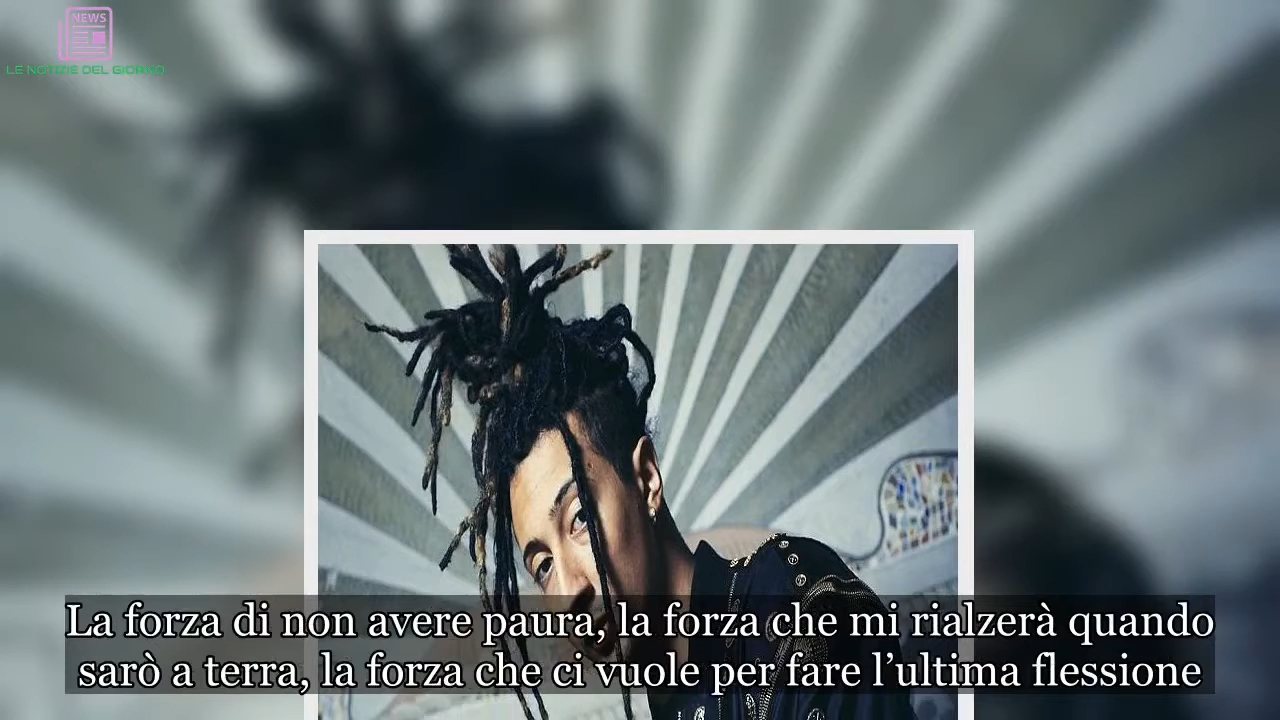 NEWS
LE NOTIZIE DEL GIORNO
La forza di non avere paura, la forza che mi rialzerà quando
sarò a terra, la forza che ci vuole per fare l’ultima flessione